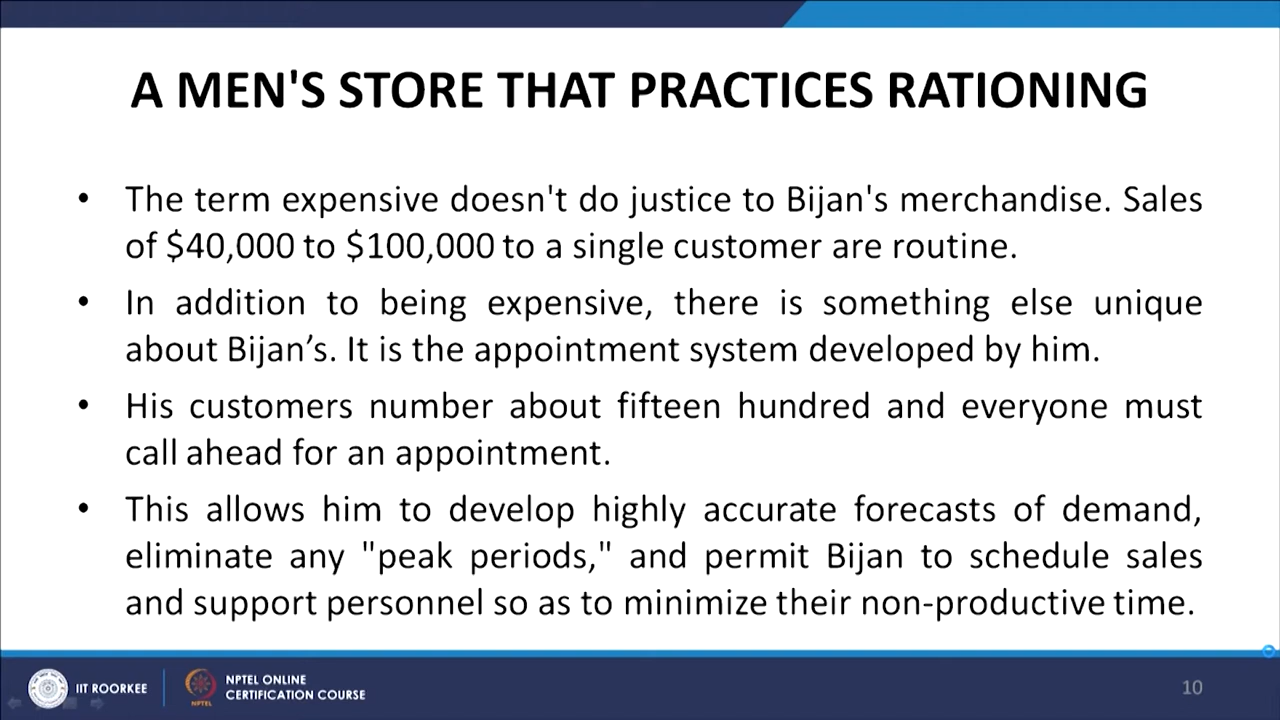 A MEN'S STORE THAT PRACTICES RATIONING
• The term expensive doesn't do justice to Bijan's merchandise. Sales
of $40,000 to $100,000 to a single customer are routine.
• In addition to being expensive, there is something else unique
about Bijan’s. It is the appointment system developed by him.
• His customers number about fifteen hundred and everyone must
call ahead for an appointment.
• This allows him to develop highly accurate forecasts of demand,
eliminate any "peak periods," and permit Bijan to schedule sales
and support personnel so as to minimize their non-productive time.
IIT ROORKEE
NPTEL
NPTEL ONLINE
CERTIFICATION COURSE
10